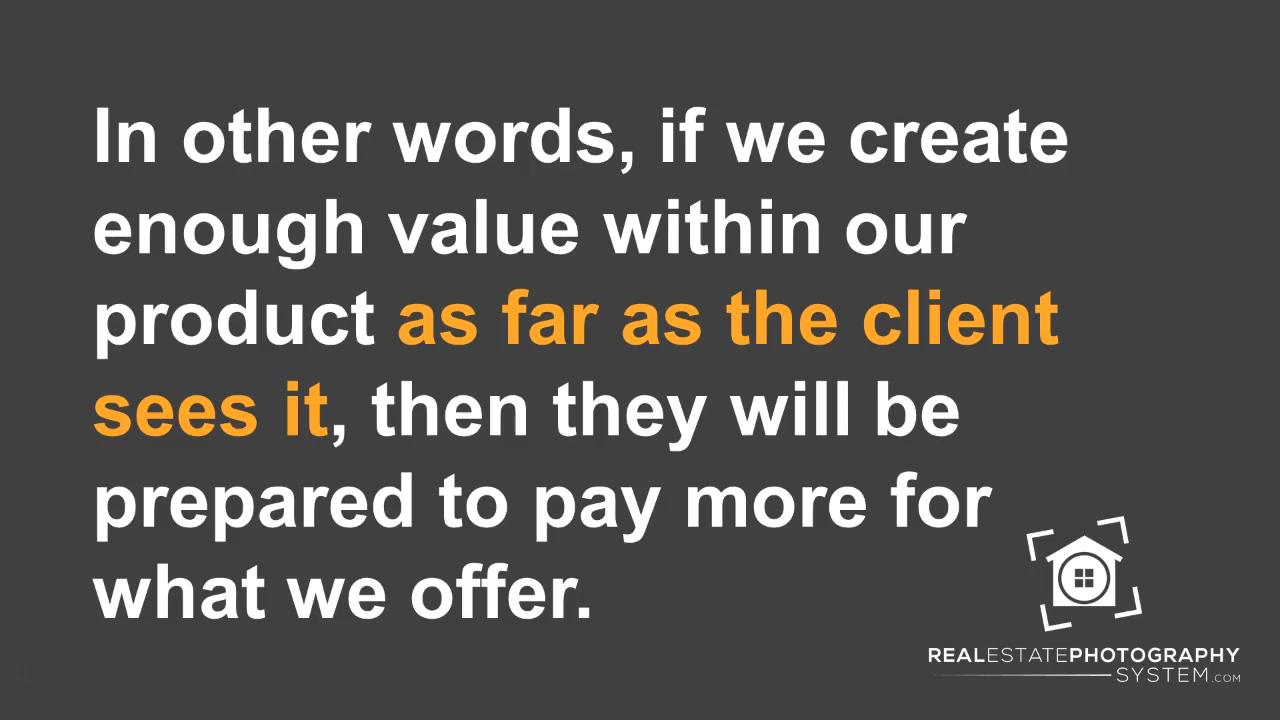 In other words, if we create
enough value within our
product as far as the client
sees it, then they will be
prepared to pay more for
what we offer.
REALESTATEPHOTOGRAPHY
SYSTEM.COM